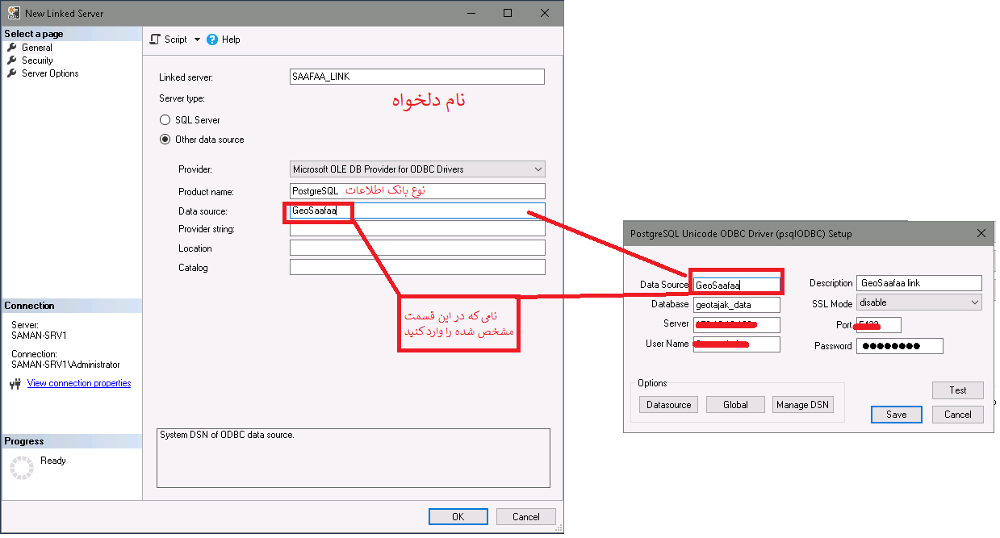 New Linked Server
Select a page
General
Security
Server Options
Script
Help
Linked server:
SAAFAA_LINK
Server type:
نام دلخواه
SQL Server
Other data source
Provider:
Microsoft OLE DB Provider for ODBC Drivers
Product name:
PostgreSQL
نوع بانک اطلاعات
Data source:
GeoSaafaa
Provider string:
Location
Catalog
نامی که در این قسمت
مشخص شده را وارد کنید
Connection
Server:
SAMAN-SRV1
Connection:
SAMAN-SRV1\Administrator
View connection properties
Progress
Ready
System DSN of ODBC data source.
OK
Cancel
PostgreSQL Unicode ODBC Driver (psqlODBC) Setup
Data Source
GeoSaafaa
Description
GeoSaafaa link
Database
geotajak_data
SSL Mode
disable
Server
Port
User Name
Password
Options
Datasource
Global
Manage DSN
Test
Save
Cancel